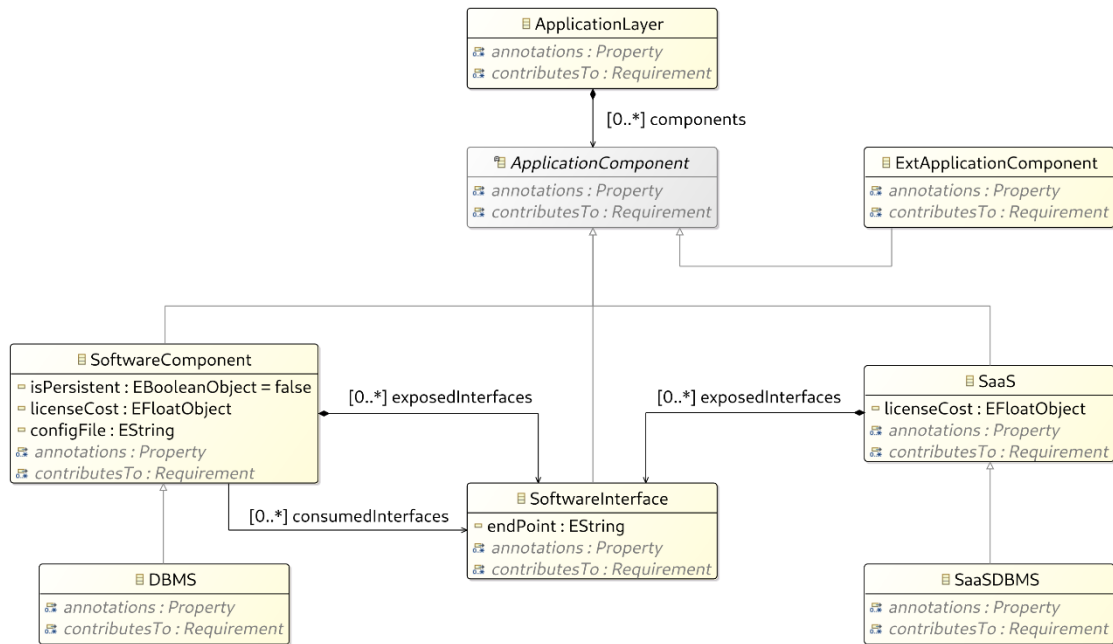 ApplicationLayer
annotations : Property
contributesTo : Requirement
[0..*] components
ApplicationComponent
annotations : Property
contributesTo : Requirement
ExtApplicationComponent
annotations : Property
contributesTo : Requirement
SoftwareComponent
isPersistent : EBooleanObject = false
licenseCost : EFloatObject
configFile : EString
annotations : Property
contributesTo : Requirement
[0..*] exposedInterfaces
[0..*] exposedInterfaces
SaaS
licenseCost : EFloatObject
annotations : Property
contributesTo : Requirement
[0..*] consumedInterfaces
SoftwareInterface
endPoint : EString
annotations : Property
contributesTo : Requirement
DBMS
annotations : Property
contributesTo : Requirement
SaaSDBMS
annotations : Property
contributesTo : Requirement